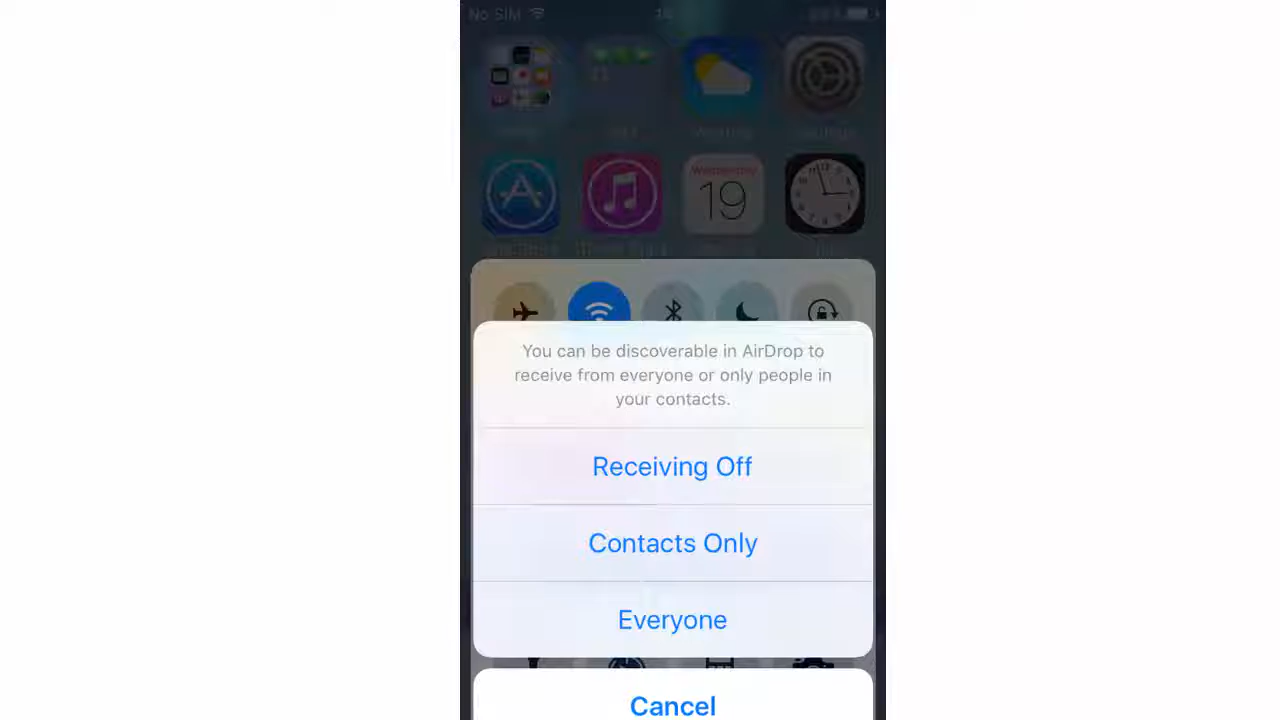 No SIM
Wednesday
19
You can be discoverable in AirDrop to
receive from everyone or only people in
your contacts.
Receiving Off
Contacts Only
Everyone
Cancel